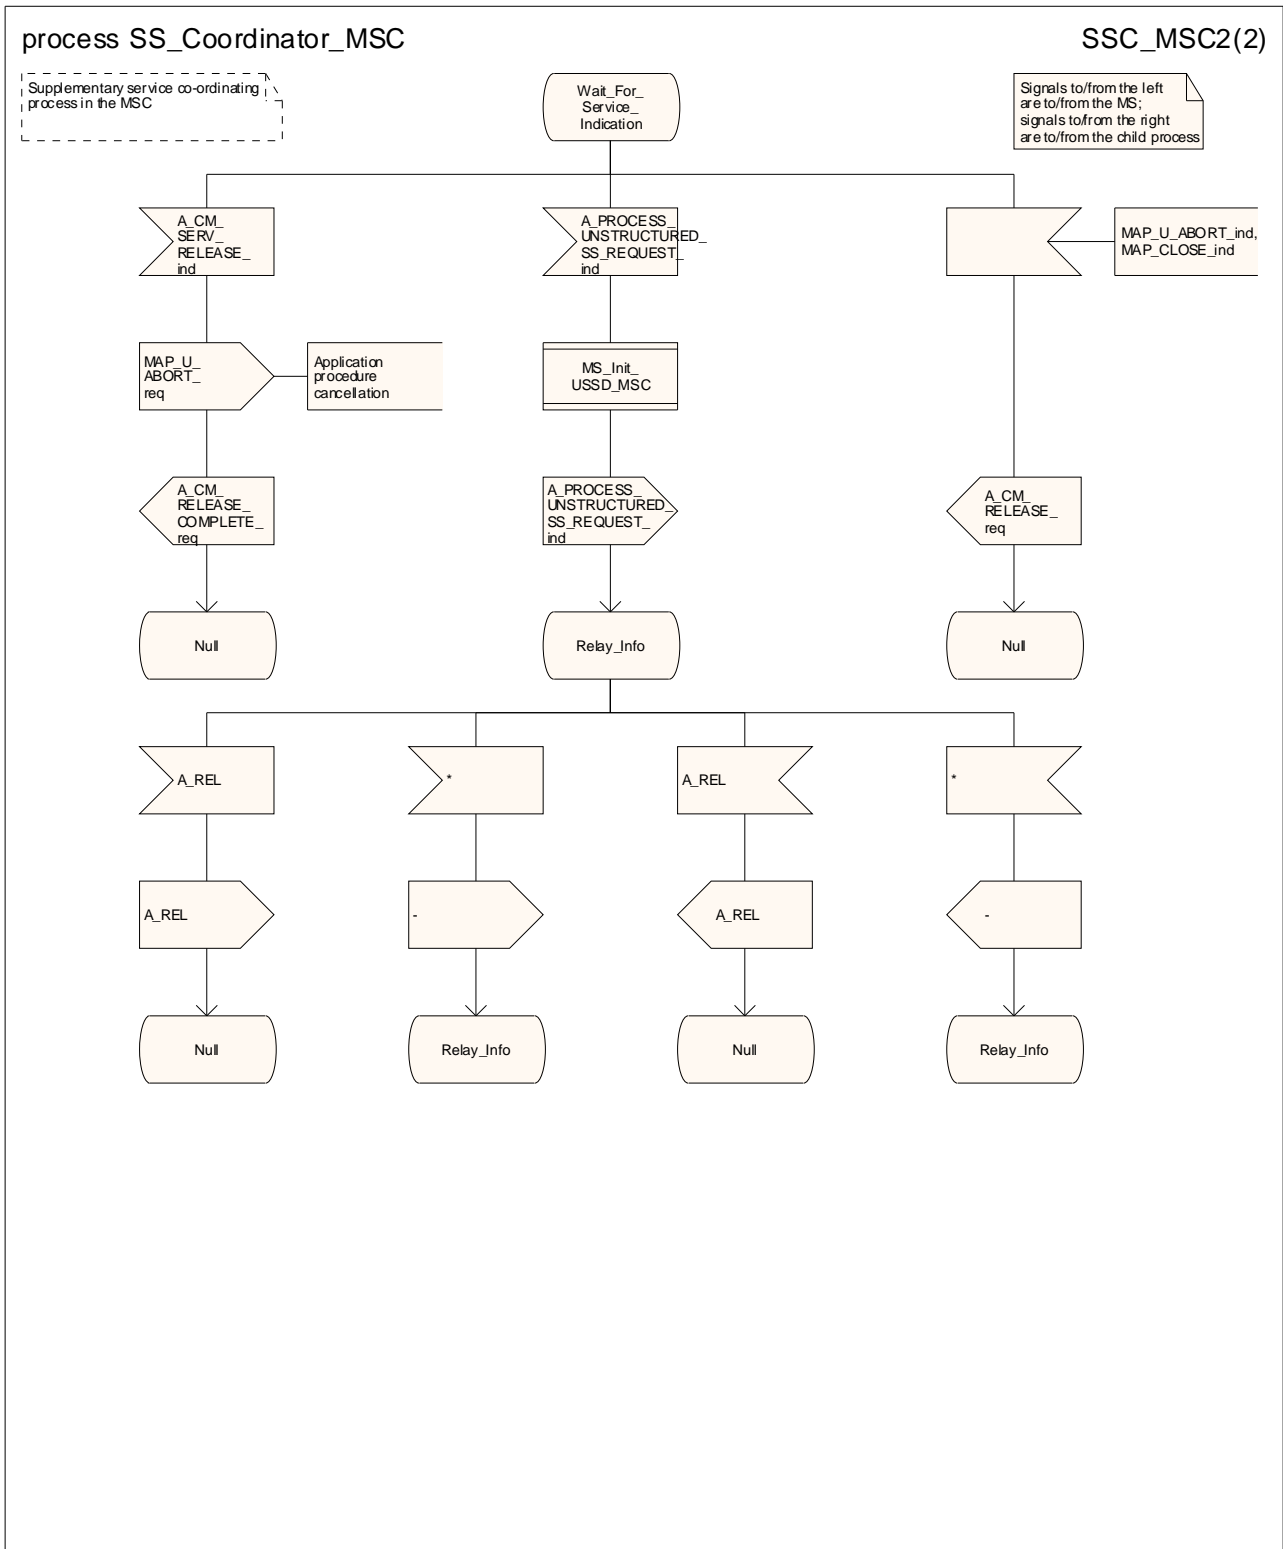 process SS_Coordinator_MSC
SSC_MSC2(2)
Supplementary service co-ordinating
process in the MSC
Wait_For_
Service_
Indication
Signals to/from the left
are to/from the MS;
signals to/from the right
are to/from the child process
A_CM_
SERV_
RELEASE_
ind
A_PROCESS_
UNSTRUCTURED_
SS_REQUEST_
ind
MAP_U_ABORT_ind,
MAP_CLOSE_ind
MAP_U_
ABORT_
req
Application
procedure
cancellation
MS_Init_
USSD_MSC
A_CM_
RELEASE_
COMPLETE_
req
A_PROCESS_
UNSTRUCTURED_
SS_REQUEST_
ind
A_CM_
RELEASE_
req
Null
Relay_Info
Null
A_REL
*
A_REL
*
A_REL
-
A_REL
-
Null
Relay_Info
Null
Relay_Info